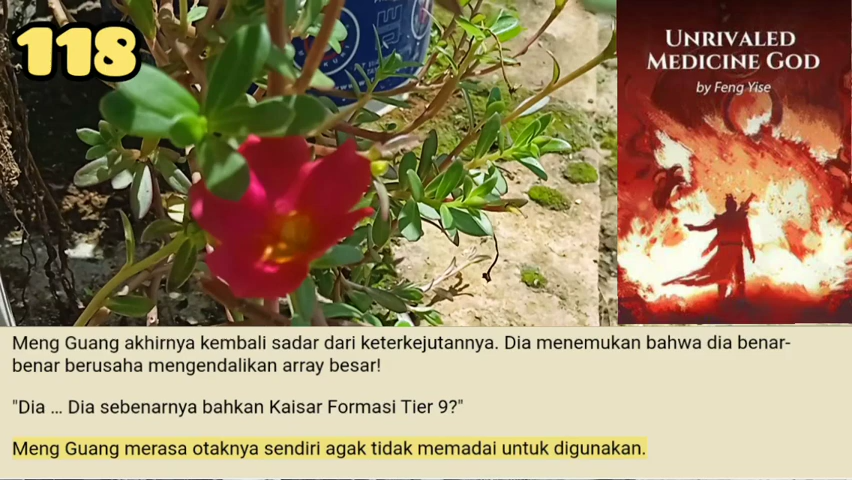 118
UNRIVALED
MEDICINE GOD
by Feng Yise
Meng Guang akhirnya kembali sadar dari keterkejutannya. Dia menemukan bahwa dia benar-
benar berusaha mengendalikan array besar!
"Dia ... Dia sebenarnya bahkan Kaisar Formasi Tier 9?"
Meng Guang merasa otaknya sendiri agak tidak memadai untuk digunakan.